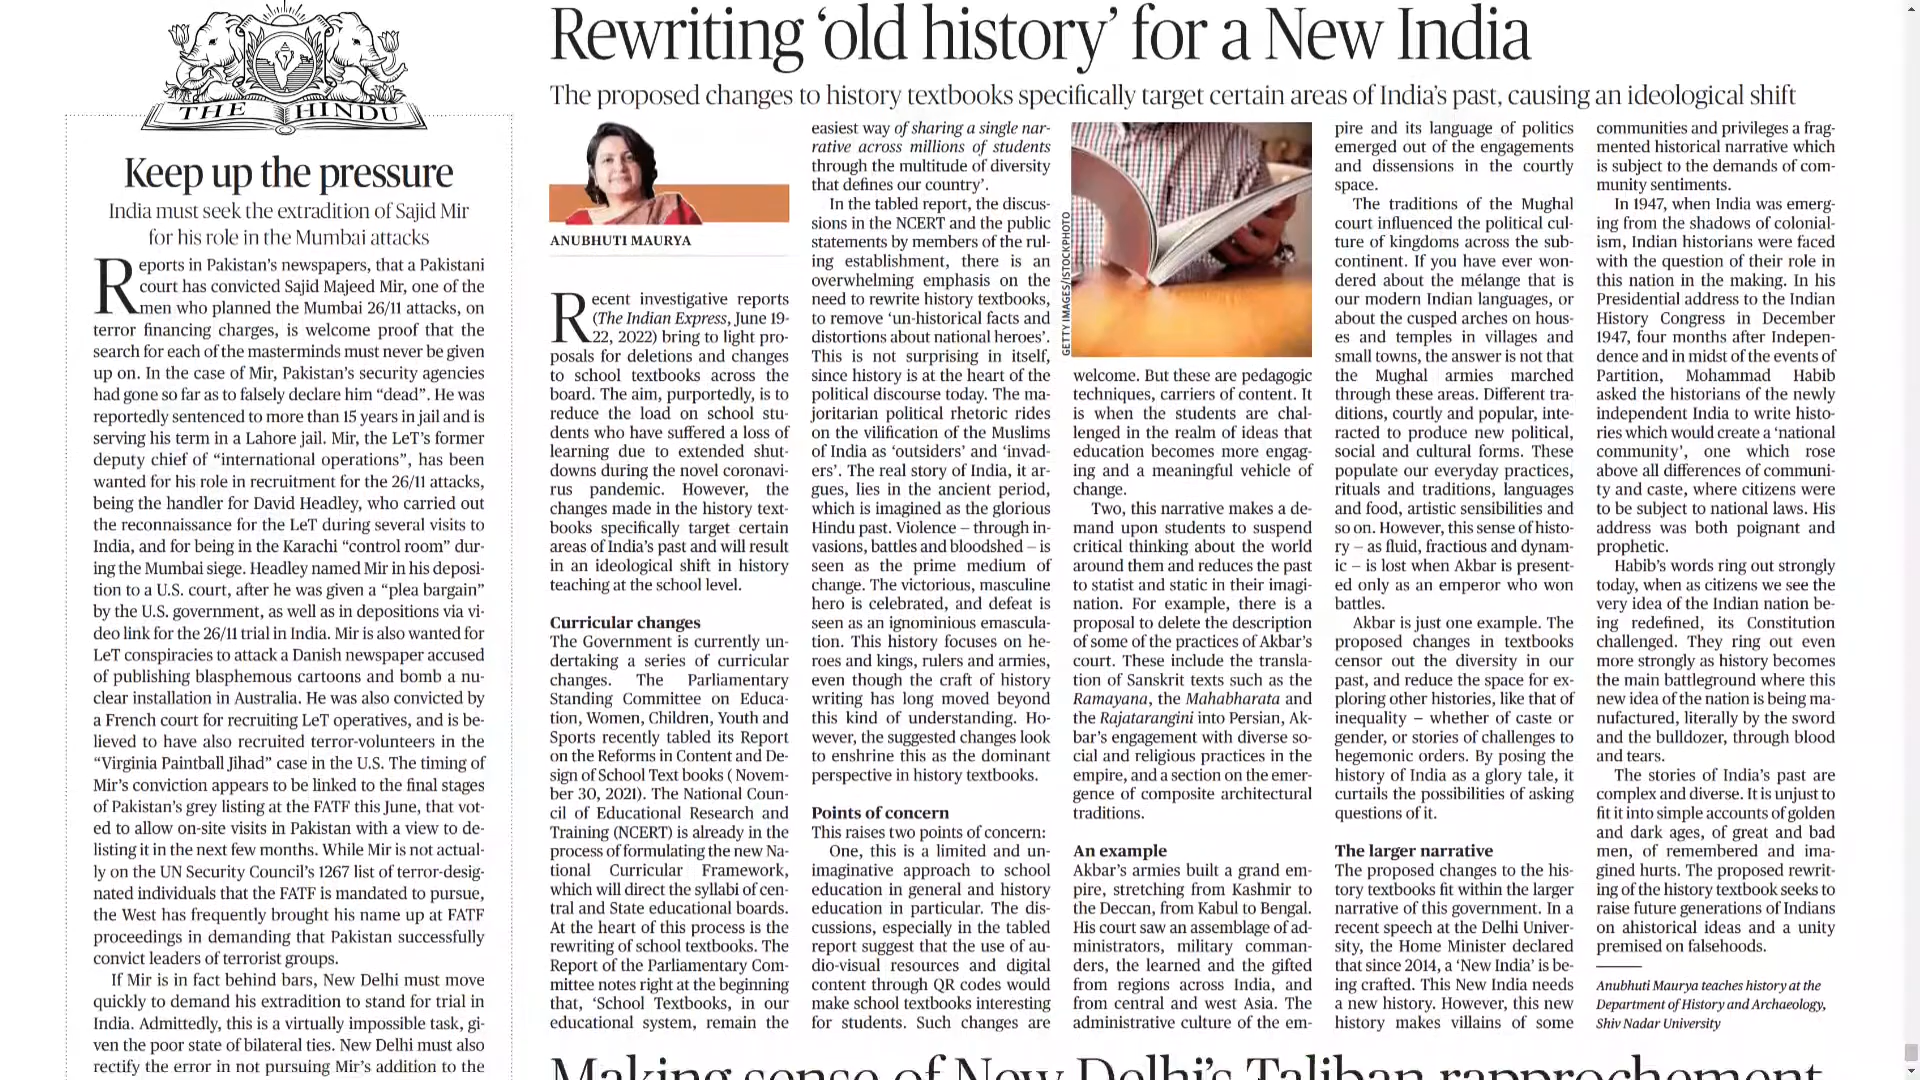 THE HINDU
Keep up the pressure
India must seek the extradition of Sajid Mir
for his role in the Mumbai attacks
Reports in Pakistan's newspapers, that a Pakistani
court has convicted Sajid Majeed Mir, one of the
men who planned the Mumbai 26/11 attacks, on
terror financing charges, is welcome proof that the
search for each of the masterminds must never be given
up on. In the case of Mir, Pakistan's security agencies
had gone so far as to falsely declare him “dead”. He was
reportedly sentenced to more than 15 years in jail and is
serving his term in a Lahore jail. Mir, the LeT's former
deputy chief of “international operations”, has been
wanted for his role in recruitment for the 26/11 attacks,
being the handler for David Headley, who carried out
the reconnaissance for the LeT during several visits to
India, and for being in the Karachi “control room” dur-
ing the Mumbai siege. Headley named Mir in his deposi-
tion to a U.S. court, after he was given a “plea bargain”
by the U.S. government, as well as in depositions via vi-
deo link for the 26/11 trial in India. Mir is also wanted for
LeT conspiracies to attack a Danish newspaper accused
of publishing blasphemous cartoons and bomb a nu-
clear installation in Australia. He was also convicted by
a French court for recruiting LeT operatives, and is be-
lieved to have also recruited terror-volunteers in the
“Virginia Paintball Jihad” case in the U.S. The timing of
Mir's conviction appears to be linked to the final stages
of Pakistan's grey listing at the FATF this June, that vot-
ed to allow on-site visits in Pakistan with a view to de-
listing it in the next few months. While Mir is not actual-
ly on the UN Security Council's 1267 list of terror-desig-
nated individuals that the FATF is mandated to pursue,
the West has frequently brought his name up at FATF
proceedings in demanding that Pakistan successfully
convict leaders of terrorist groups.
If Mir is in fact behind bars, New Delhi must move
quickly to demand his extradition to stand for trial in
India. Admittedly, this is a virtually impossible task, gi-
ven the poor state of bilateral ties. New Delhi must also
rectify the error in not pursuing Mir's addition to the
Rewriting ‘old history’ for a New India
The proposed changes to history textbooks specifically target certain areas of India's past, causing an ideological shift
ANUBHUTI MAURYA
Recent investigative reports
(The Indian Express, June 19-
22, 2022) bring to light pro-
posals for deletions and changes
to school textbooks across the
board. The aim, purportedly, is to
reduce the load on school stu-
dents who have suffered a loss of
learning due to extended shut-
downs during the novel coronavi-
rus pandemic. However, the
changes made in the history text-
books specifically target certain
areas of India's past and will result
in an ideological shift in history
teaching at the school level.
Curricular changes
The Government is currently un-
dertaking a series of curricular
changes. The Parliamentary
Standing Committee on Educa-
tion, Women, Children, Youth and
Sports recently tabled its Report
on the Reforms in Content and De-
sign of School Text books ( Novem-
ber 30, 2021). The National Coun-
cil of Educational Research and
Training (NCERT) is already in the
process of formulating the new Na-
tional Curricular Framework,
which will direct the syllabi of cen-
tral and State educational boards.
At the heart of this process is the
rewriting of school textbooks. The
Report of the Parliamentary Com-
mittee notes right at the beginning
that, ‘School Textbooks, in our
educational system, remain the
easiest way of sharing a single nar-
rative across millions of students
through the multitude of diversity
that defines our country’.
In the tabled report, the discus-
sions in the NCERT and the public
statements by members of the rul-
ing establishment, there is an
overwhelming emphasis on the
need to rewrite history textbooks,
to remove ‘un-historical facts and
distortions about national heroes’.
This is not surprising in itself,
since history is at the heart of the
political discourse today. The ma-
joritarian political rhetoric rides
on the vilification of the Muslims
of India as ‘outsiders’ and ‘invad-
ers’. The real story of India, it ar-
gues, lies in the ancient period,
which is imagined as the glorious
Hindu past. Violence – through in-
vasions, battles and bloodshed – is
seen as the prime medium of
change. The victorious, masculine
hero is celebrated, and defeat is
seen as an ignominious emascula-
tion. This history focuses on he-
roes and kings, rulers and armies,
even though the craft of history
writing has long moved beyond
this kind of understanding. Ho-
wever, the suggested changes look
to enshrine this as the dominant
perspective in history textbooks.
Points of concern
This raises two points of concern:
One, this is a limited and un-
imaginative approach to school
education in general and history
education in particular. The dis-
cussions, especially in the tabled
report suggest that the use of au-
dio-visual resources and digital
content through QR codes would
make school textbooks interesting
for students. Such changes are
GETTY IMAGES/ISTOCKPHOTO
welcome. But these are pedagogic
techniques, carriers of content. It
is when the students are chal-
lenged in the realm of ideas that
education becomes more engag-
ing and a meaningful vehicle of
change.
Two, this narrative makes a de-
mand upon students to suspend
critical thinking about the world
around them and reduces the past
to statist and static in their imagi-
nation. For example, there is a
proposal to delete the description
of some of the practices of Akbar's
court. These include the transla-
tion of Sanskrit texts such as the
Ramayana, the Mahabharata and
the Rajatarangini into Persian, Ak-
bar's engagement with diverse so-
cial and religious practices in the
empire, and a section on the emer-
gence of composite architectural
traditions.
An example
Akbar's armies built a grand em-
pire, stretching from Kashmir to
the Deccan, from Kabul to Bengal.
His court saw an assemblage of ad-
ministrators, military comman-
ders, the learned and the gifted
from regions across India, and
from central and west Asia. The
administrative culture of the em-
pire and its language of politics
emerged out of the engagements
and dissensions in the courtly
space.
The traditions of the Mughal
court influenced the political cul-
ture of kingdoms across the sub-
continent. If you have ever won-
dered about the mélange that is
our modern Indian languages, or
about the cusped arches on hous-
es and temples in villages and
small towns, the answer is not that
the Mughal armies marched
through these areas. Different tra-
ditions, courtly and popular, inte-
racted to produce new political,
social and cultural forms. These
populate our everyday practices,
rituals and traditions, languages
and food, artistic sensibilities and
so on. However, this sense of histo-
ry – as fluid, fractious and dynam-
ic – is lost when Akbar is present-
ed only as an emperor who won
battles.
Akbar is just one example. The
proposed changes in textbooks
censor out the diversity in our
past, and reduce the space for ex-
ploring other histories, like that of
inequality – whether of caste or
gender, or stories of challenges to
hegemonic orders. By posing the
history of India as a glory tale, it
curtails the possibilities of asking
questions of it.
The larger narrative
The proposed changes to the his-
tory textbooks fit within the larger
narrative of this government. In a
recent speech at the Delhi Univer-
sity, the Home Minister declared
that since 2014, a ‘New India’ is be-
ing crafted. This New India needs
a new history. However, this new
history makes villains of some
communities and privileges a frag-
mented historical narrative which
is subject to the demands of com-
munity sentiments.
In 1947, when India was emerg-
ing from the shadows of colonial-
ism, Indian historians were faced
with the question of their role in
this nation in the making. In his
Presidential address to the Indian
History Congress in December
1947, four months after Indepen-
dence and in midst of the events of
Partition, Mohammad Habib
asked the historians of the newly
independent India to write histo-
ries which would create a ‘national
community’, one which rose
above all differences of communi-
ty and caste, where citizens were
to be subject to national laws. His
address was both poignant and
prophetic.
Habib's words ring out strongly
today, when as citizens we see the
very idea of the Indian nation be-
ing redefined, its Constitution
challenged. They ring out even
more strongly as history becomes
the main battleground where this
new idea of the nation is being ma-
nufactured, literally by the sword
and the bulldozer, through blood
and tears.
The stories of India's past are
complex and diverse. It is unjust to
fit it into simple accounts of golden
and dark ages, of great and bad
men, of remembered and ima-
gined hurts. The proposed rewrit-
ing of the history textbook seeks to
raise future generations of Indians
on ahistorical ideas and a unity
premised on falsehoods.
Anubhuti Maurya teaches history at the
Department of History and Archaeology,
Shiv Nadar University
Making sense of New Delhi's Taliban rapprochement